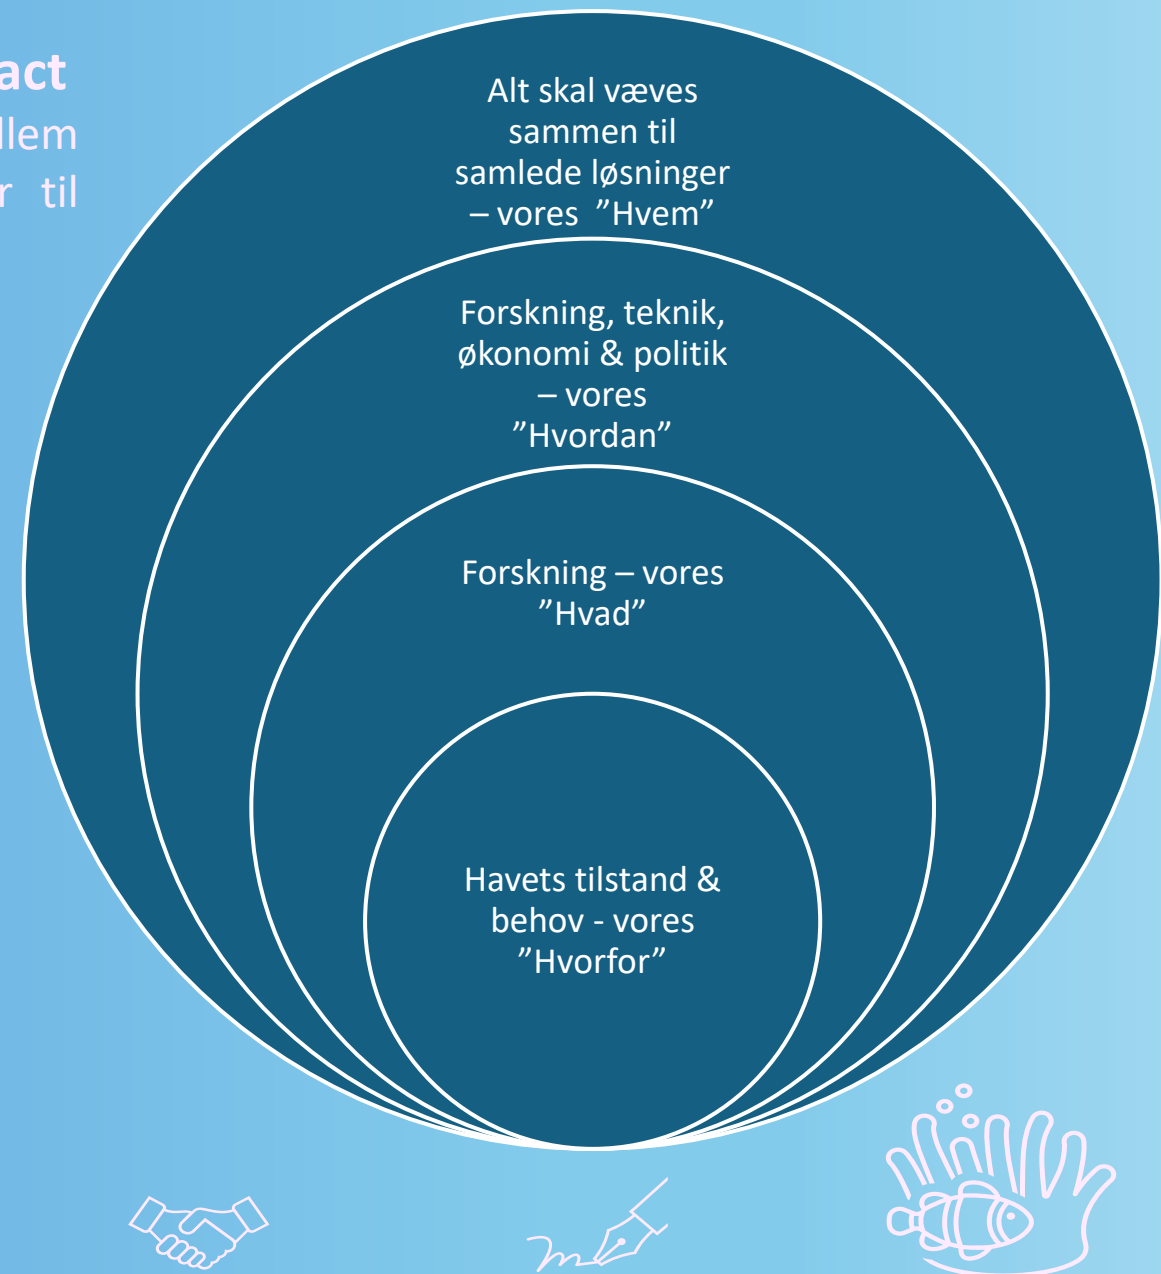 act
llem
r til
Alt skal væves
sammen til
samlede løsninger
– vores ”Hvem”
Forskning, teknik,
økonomi & politik
– vores
”Hvordan”
Forskning – vores
”Hvad”
Havets tilstand &
behov - vores
”Hvorfor”